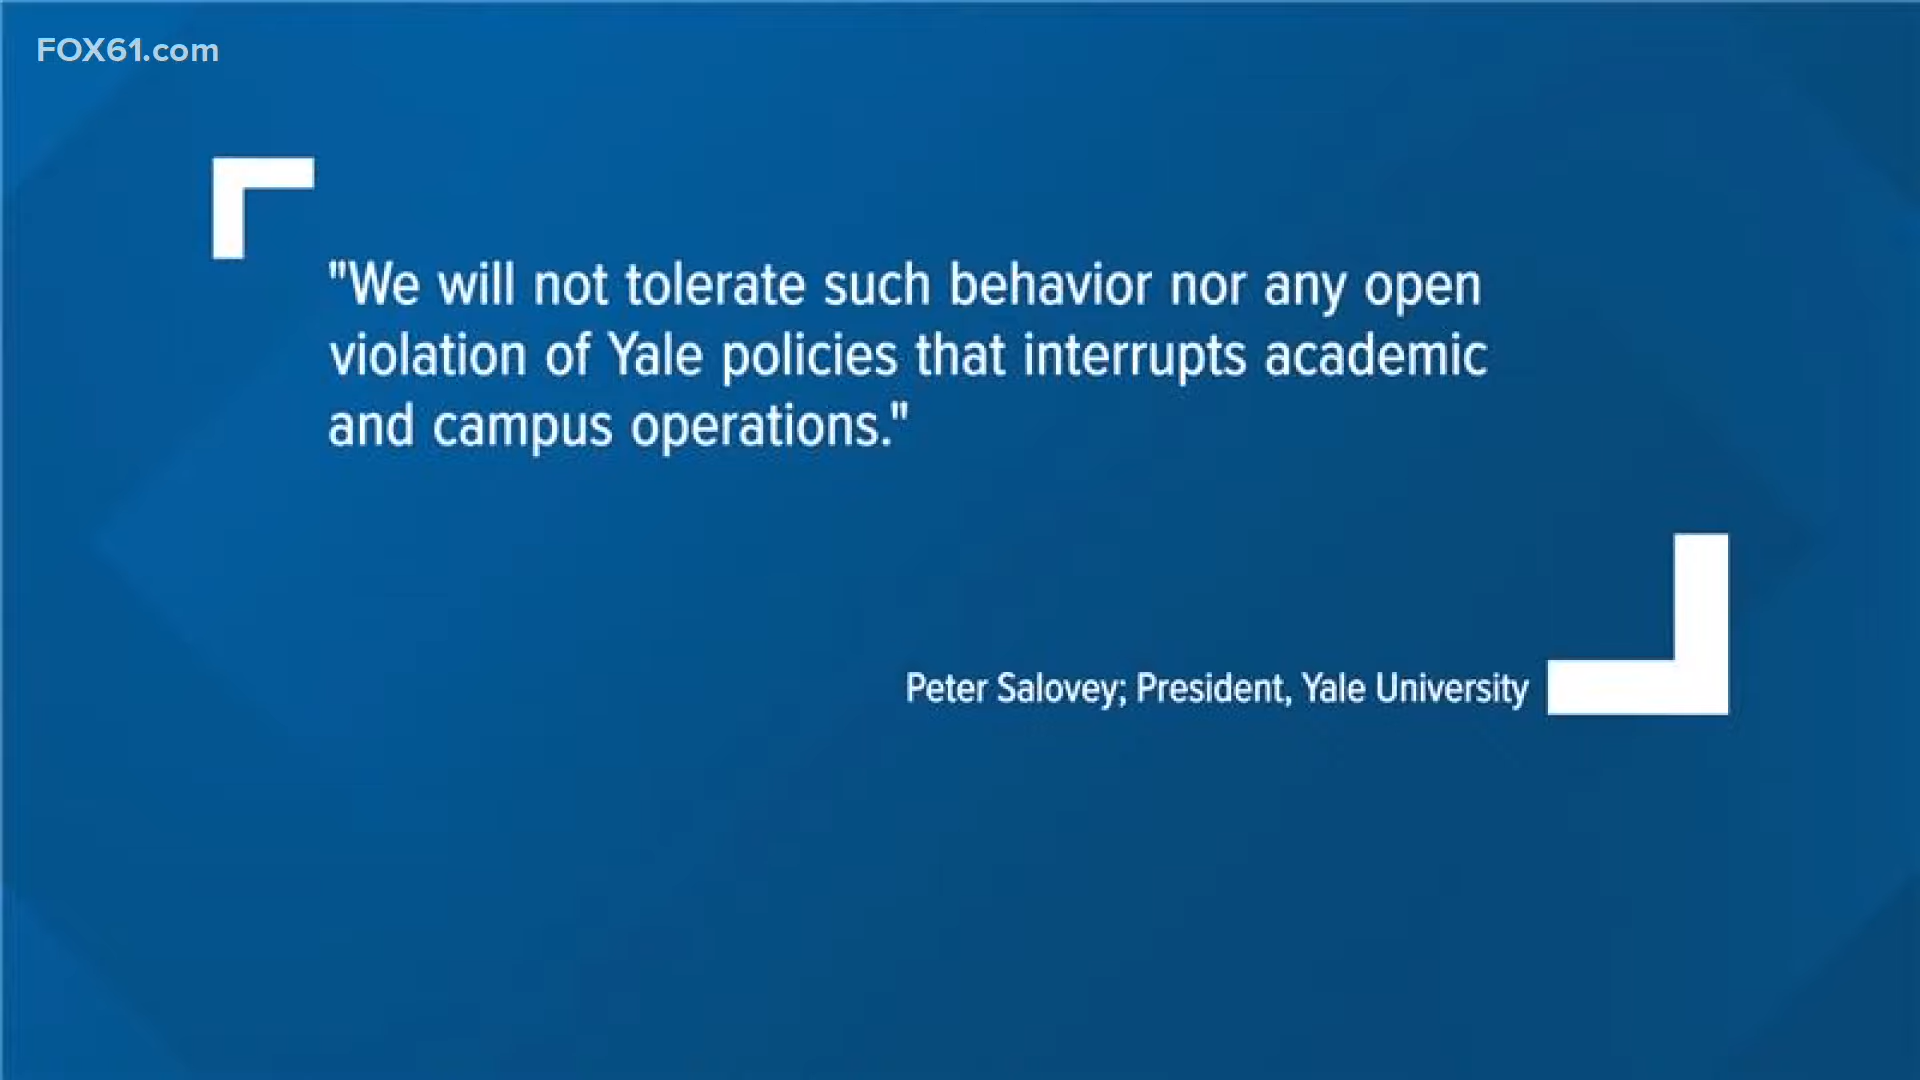 FOX61.com
"We will not tolerate such behavior nor any open
violation of Yale policies that interrupts academic
and campus operations."
Peter Salovey; President, Yale University